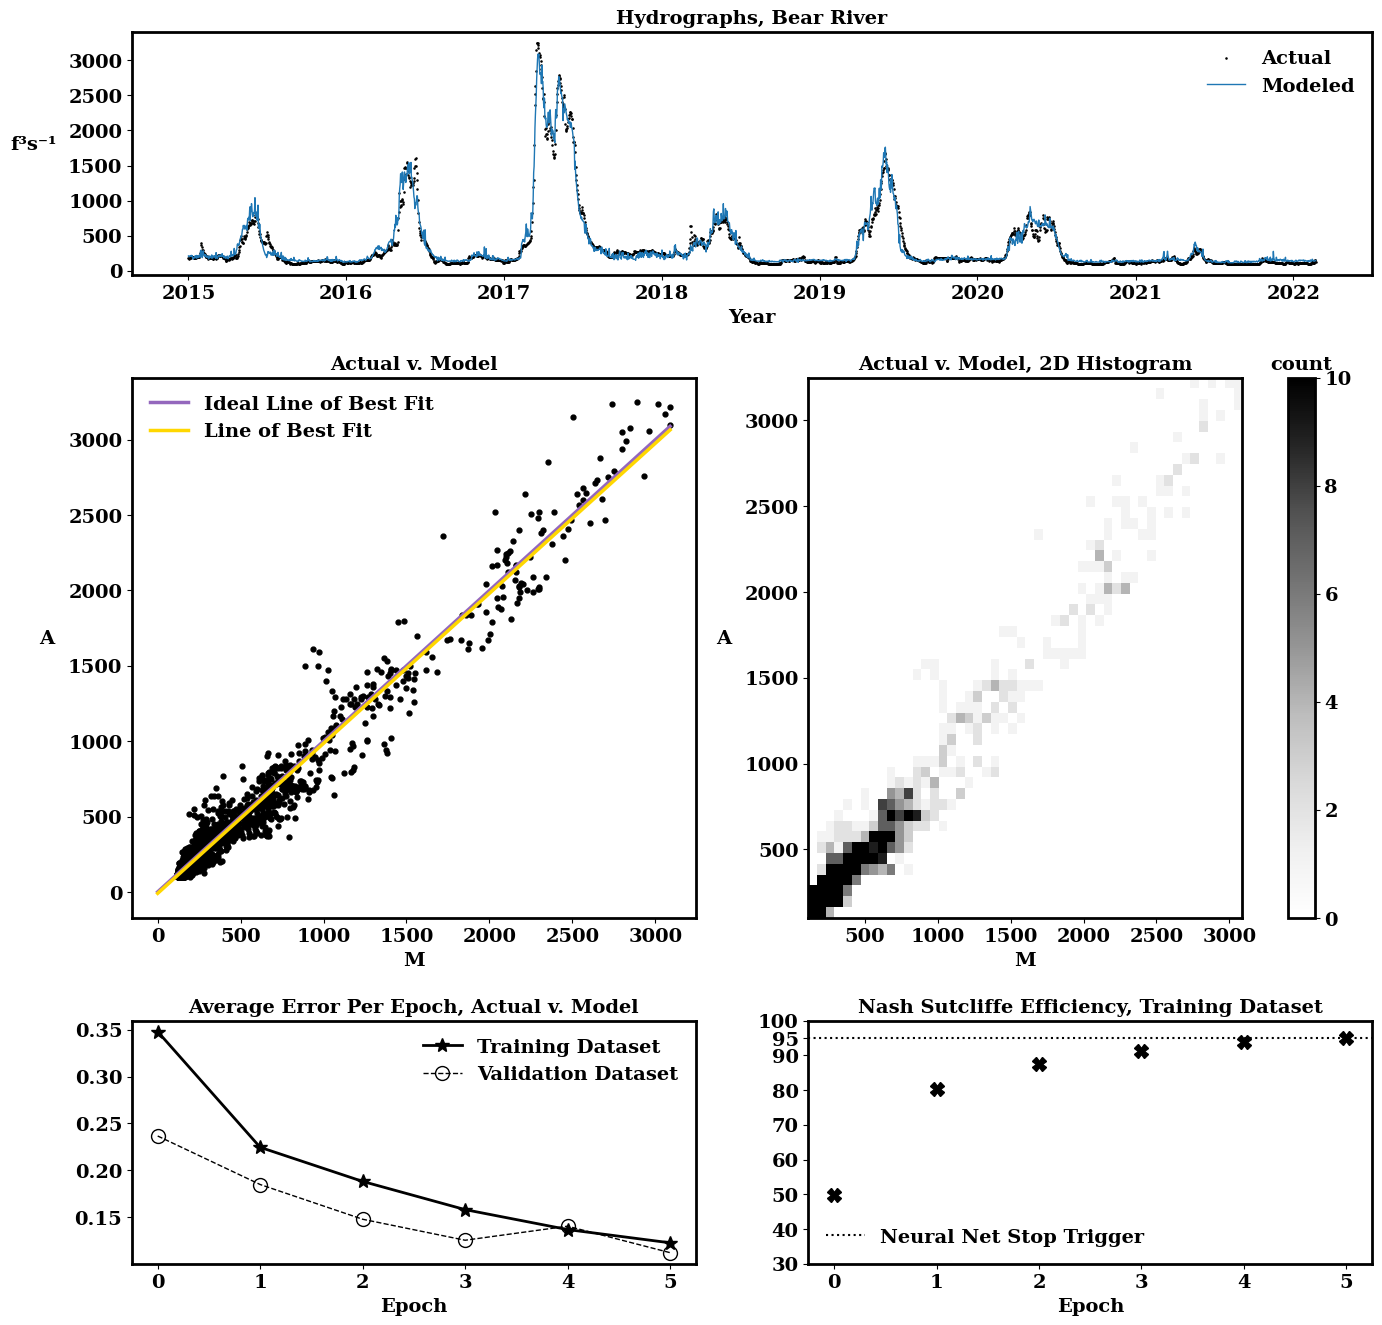 Hydrographs, Bear River
3000
2500
2000
1500
1000
500
0
f³s⁻¹
Actual
Modeled
2015 2016 2017 2018 2019 2020 2021 2022
Year
Actual v. Model
Ideal Line of Best Fit
Line of Best Fit
3000
2500
2000
1500
1000
500
0
A
0 500 1000 1500 2000 2500 3000
M
Actual v. Model, 2D Histogram
3000
2500
2000
1500
1000
500
A
500 1000 1500 2000 2500 3000
M
count
10
8
6
4
2
0
Average Error Per Epoch, Actual v. Model
0.35
0.30
0.25
0.20
0.15
Training Dataset
Validation Dataset
0 1 2 3 4 5
Epoch
Nash Sutcliffe Efficiency, Training Dataset
100
95
90
80
70
60
50
40
30
Neural Net Stop Trigger
0 1 2 3 4 5
Epoch